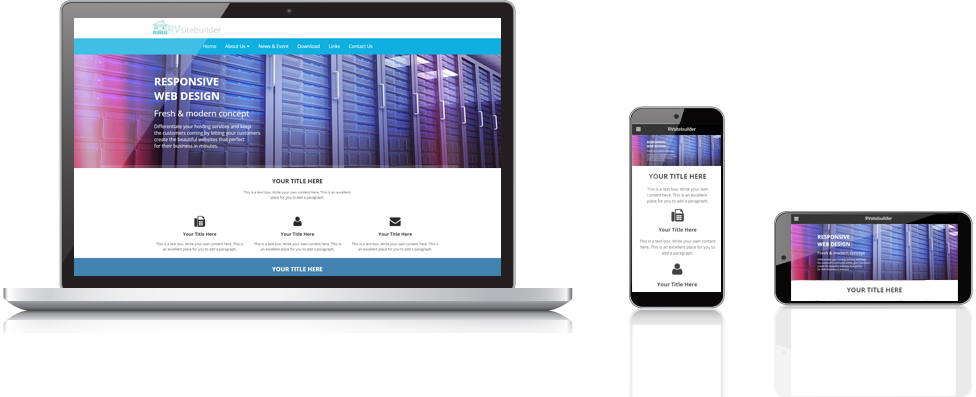 RVsitebuilder
Home About Us News & Event Download Links Contact Us
RESPONSIVE
WEB DESIGN
Fresh & modern concept
Differentiate your hosting services and keep
the customers coming by letting your customers
create the beautiful websites that perfect
for their business in minutes.
YOUR TITLE HERE
This is a text box. Write your own content here. This is an excellent
place for you to add a paragraph.
Your Title Here
This is a text box. Write your own content here. This is
an excellent place for you to add a paragraph.
Your Title Here
This is a text box. Write your own content here. This is
an excellent place for you to add a paragraph.
Your Title Here
This is a text box. Write your own content here. This is
an excellent place for you to add a paragraph.
YOUR TITLE HERE
RVsitebuilder
RESPONSIVE
WEB DESIGN
YOUR TITLE HERE
This is a text box. Write your own
content here. This is an excellent
place for you to add a paragraph.
Your Title Here
This is a text box. Write your own content
here. This is an excellent place for you to
add a paragraph.
Your Title Here
RVsitebuilder
RESPONSIVE
WEB DESIGN
Fresh & modern concept
YOUR TITLE HERE